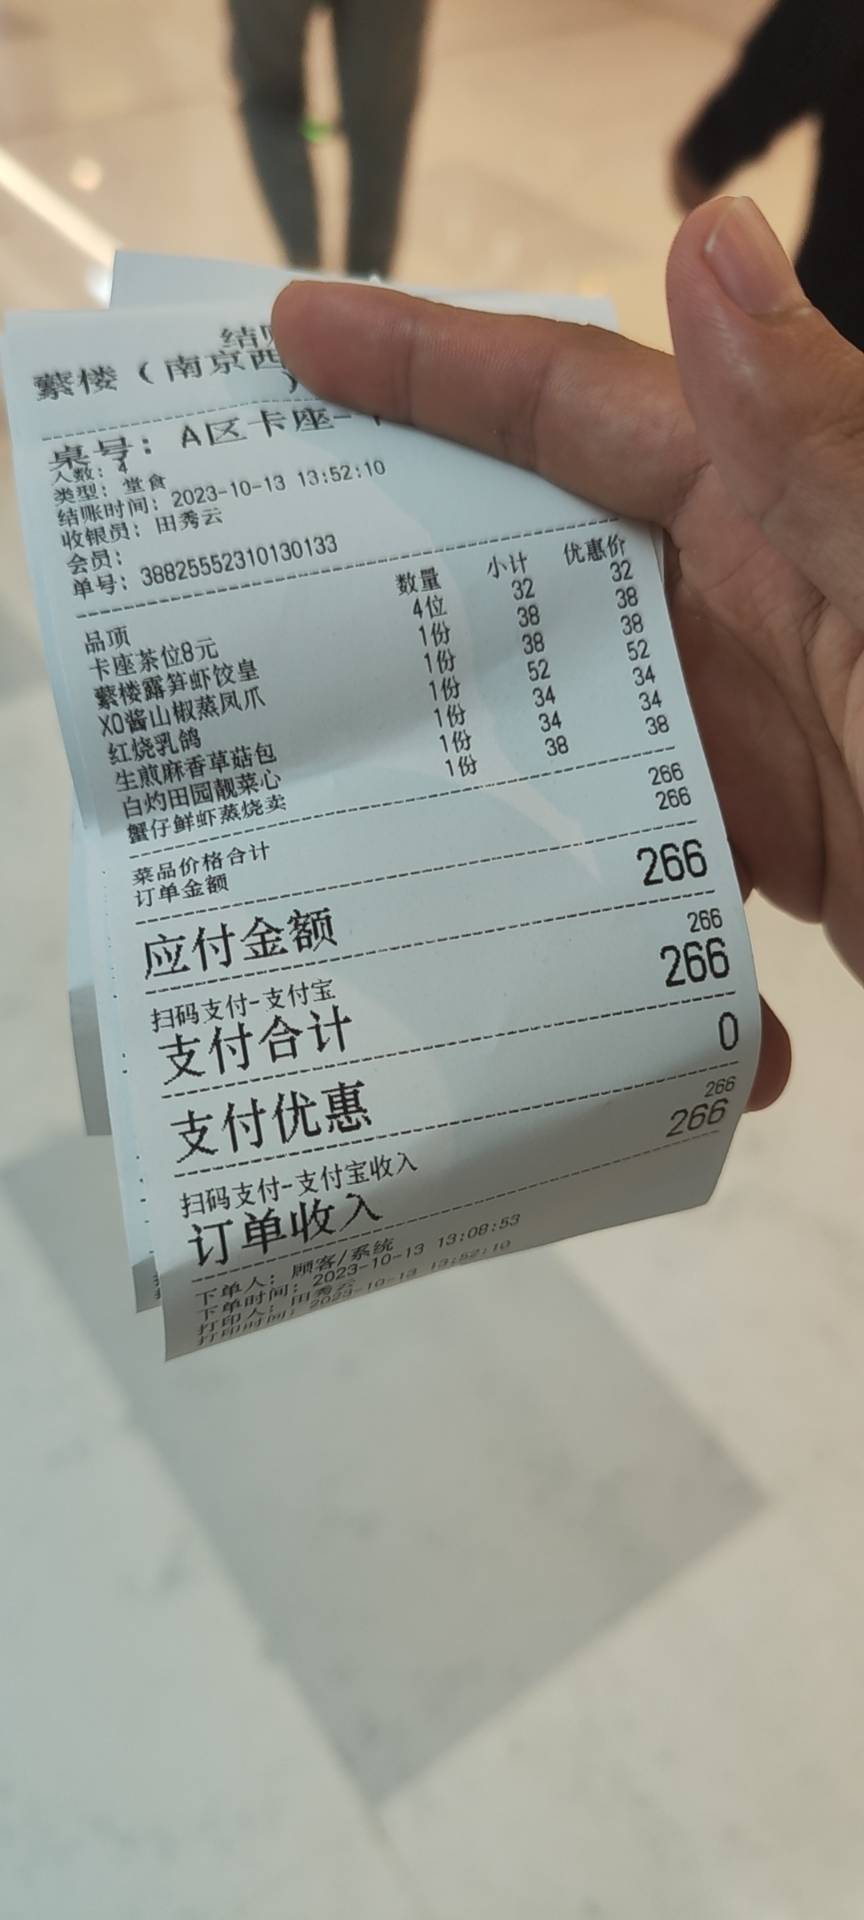 结
蘩楼（南京西
）
桌号：A区卡座-
人数：4
类型：堂食
结账时间：2023-10-13 13:52:10
收银员：田秀云
会员：
单号：38825552310130133
品项 数量 小计 优惠价
卡座茶位8元 4位 32 32
蘩楼露笋虾饺皇 1份 38 38
XO酱山椒蒸凤爪 1份 38 38
红烧乳鸽 1份 52 52
生煎麻香草菇包 1份 34 34
白灼田园靓菜心 1份 34 34
蟹仔鲜虾蒸烧卖 1份 38 38
菜品价格合计 266
订单金额 266
应付金额 266
扫码支付-支付宝 266
支付合计 266
支付优惠 0
扫码支付-支付宝收入 266
订单收入 266
下单人：顾客/系统
下单时间：2023-10-13 13:08:53
打印人：田秀云
打印时间：2023-10-13 13:52:10